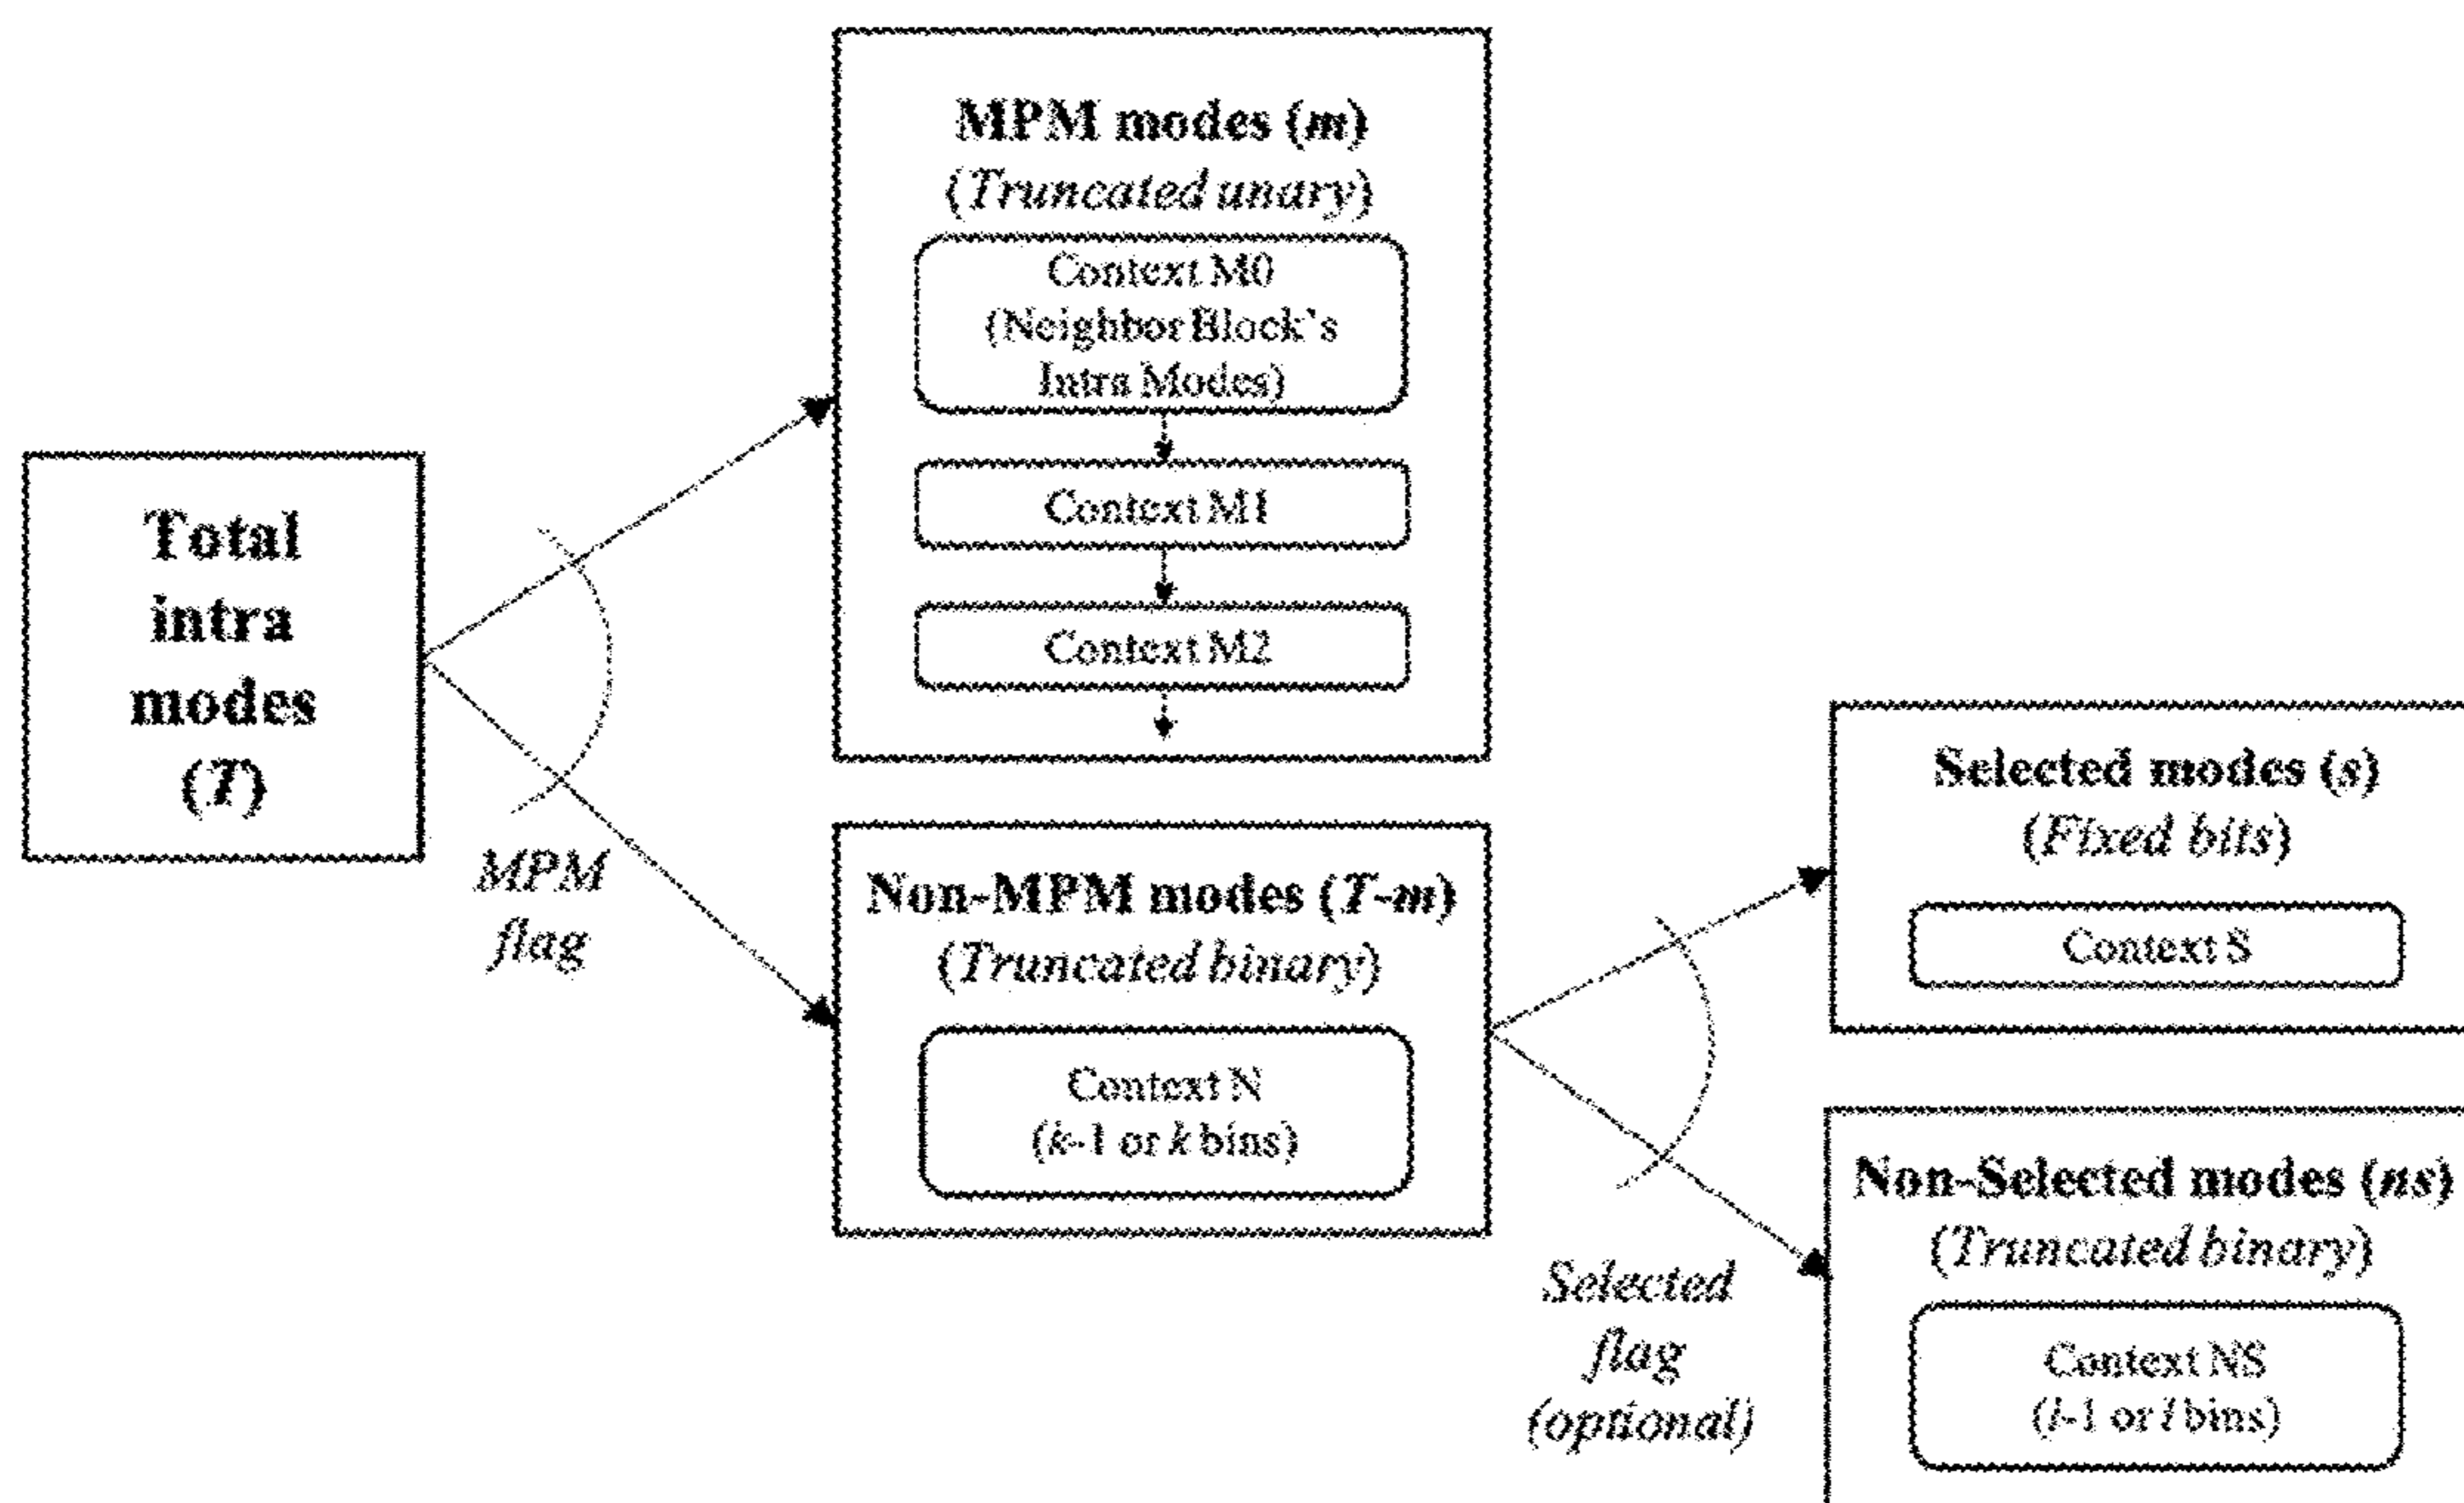 Total
intra
modes
(T)
MPM
flag
MPM modes (m)
(Truncated unary)
Context M0
(Neighbor Block's
Intra Modes)
Context M1
Context M2
Non-MPM modes (T-m)
(Truncated binary)
Context N
(k-1 or k bins)
Selected
flag
(optional)
Selected modes (s)
(Fixed bits)
Context S
Non-Selected modes (ns)
(Truncated binary)
Context NS
(l-1 or l bins)